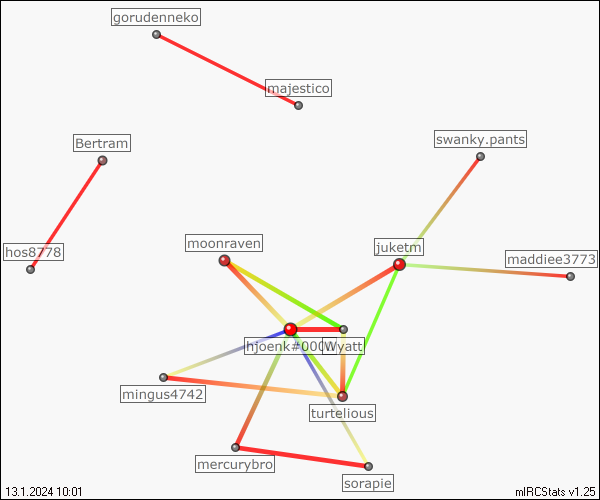 gorudenneko
majestico
Bertram
swanky.pants
hos8778
moonraven
juketm
maddiee3773
hjoenk#000
Wyatt
mingus4742
turtelious
mercurybro
sorapie
13.1.2024 10:01
mIRCStats v1.25